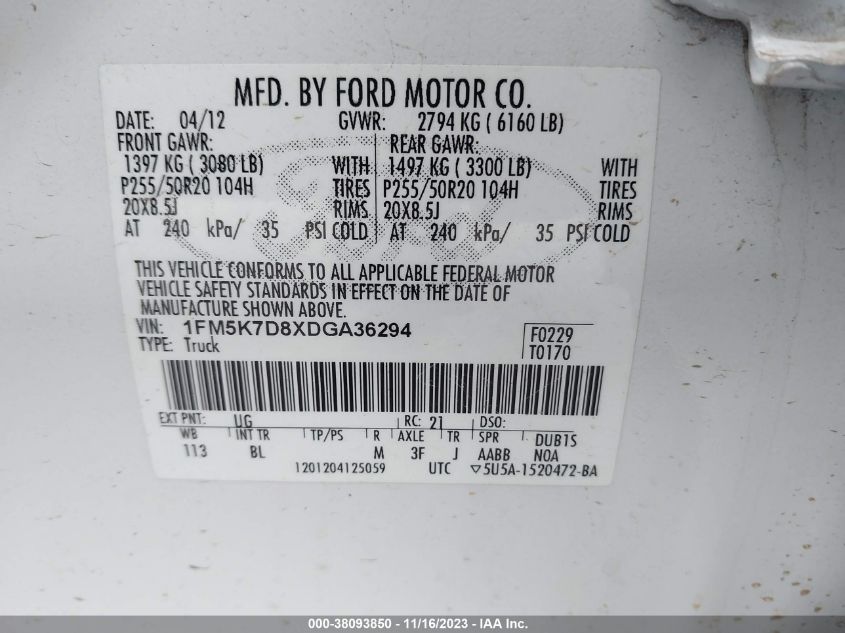 MFD. BY FORD MOTOR CO.
DATE: 04/12 GVWR: 2794 KG ( 6160 LB)
FRONT GAWR: REAR GAWR:
1397 KG ( 3080 LB) WITH 1497 KG ( 3300 LB) WITH
P255/50R20 104H TIRES P255/50R20 104H TIRES
20X8.5J RIMS 20X8.5J RIMS
AT 240 kPa/ 35 PSI COLD AT 240 kPa/ 35 PSI COLD
Ford
THIS VEHICLE CONFORMS TO ALL APPLICABLE FEDERAL MOTOR
VEHICLE SAFETY STANDARDS IN EFFECT ON THE DATE OF
MANUFACTURE SHOWN ABOVE.
VIN: 1FM5K7D8XDGA36294
TYPE: Truck
F0229
T0170
EXT PNT: UG RC: 21 DSO:
WB INT TR TP/PS R AXLE TR SPR DUB1S
113 BL M 3F J AABB NOA
1201204125059 UTC ▽5U5A-1520472-BA
000-38093850 - 11/16/2023 - ©IAA Inc.